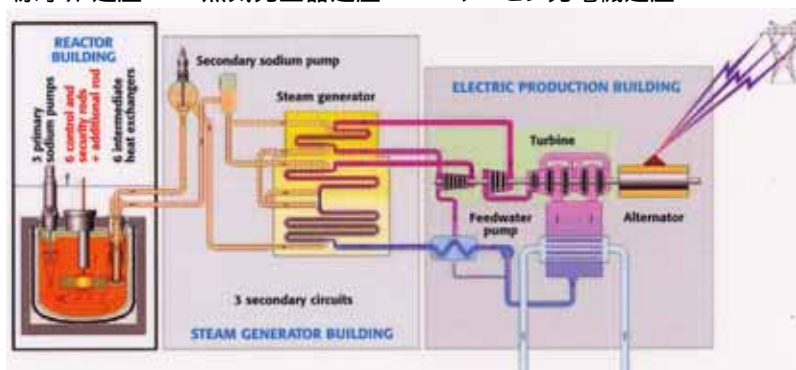 REACTOR
BUILDING
3 primary
sodium pumps
6 control and
security rods
+ additional rod
6 intermediate
heat exchangers
Secondary sodium pump
Steam generator
3 secondary circuits
STEAM GENERATOR BUILDING
ELECTRIC PRODUCTION BUILDING
Turbine
Feedwater
pump
Alternator